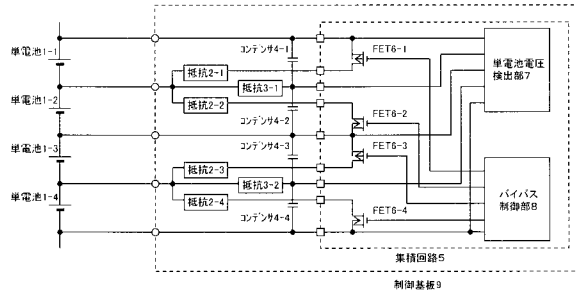 単電池1-1
単電池1-2
単電池1-3
単電池1-4
コンデンサ4-1
抵抗2-1
抵抗3-1
抵抗2-2
コンデンサ4-2
コンデンサ4-3
抵抗2-3
抵抗3-2
抵抗2-4
コンデンサ4-4
FET6-1
FET6-2
FET6-3
FET6-4
単電池電圧
検出部7
バイパス
制御部8
集積回路5
制御基板9